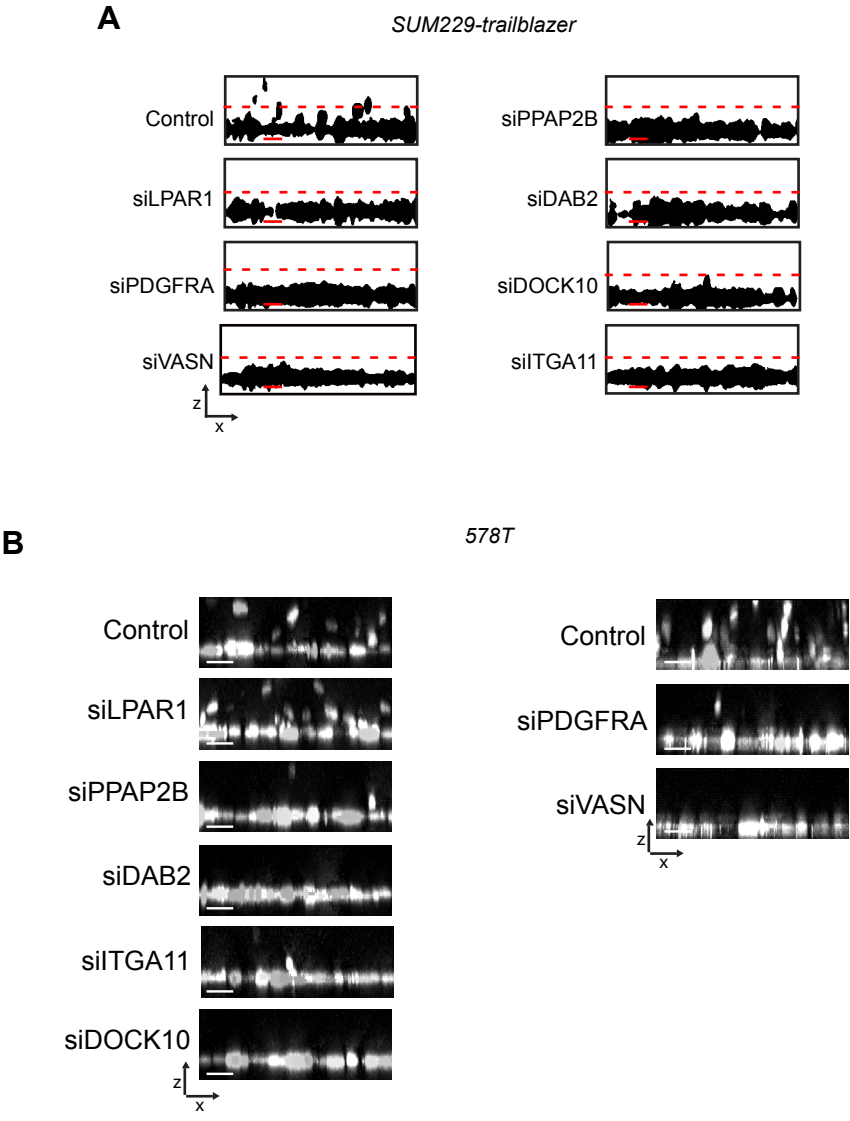 A
SUM229-trailblazer
Control
siLPAR1
siPDGFRA
siVASN
z
x
siPPAP2B
siDAB2
siDOCK10
siITGA11
B
578T
Control
siLPAR1
siPPAP2B
siDAB2
siITGA11
siDOCK10
z
x
Control
siPDGFRA
siVASN
z
x